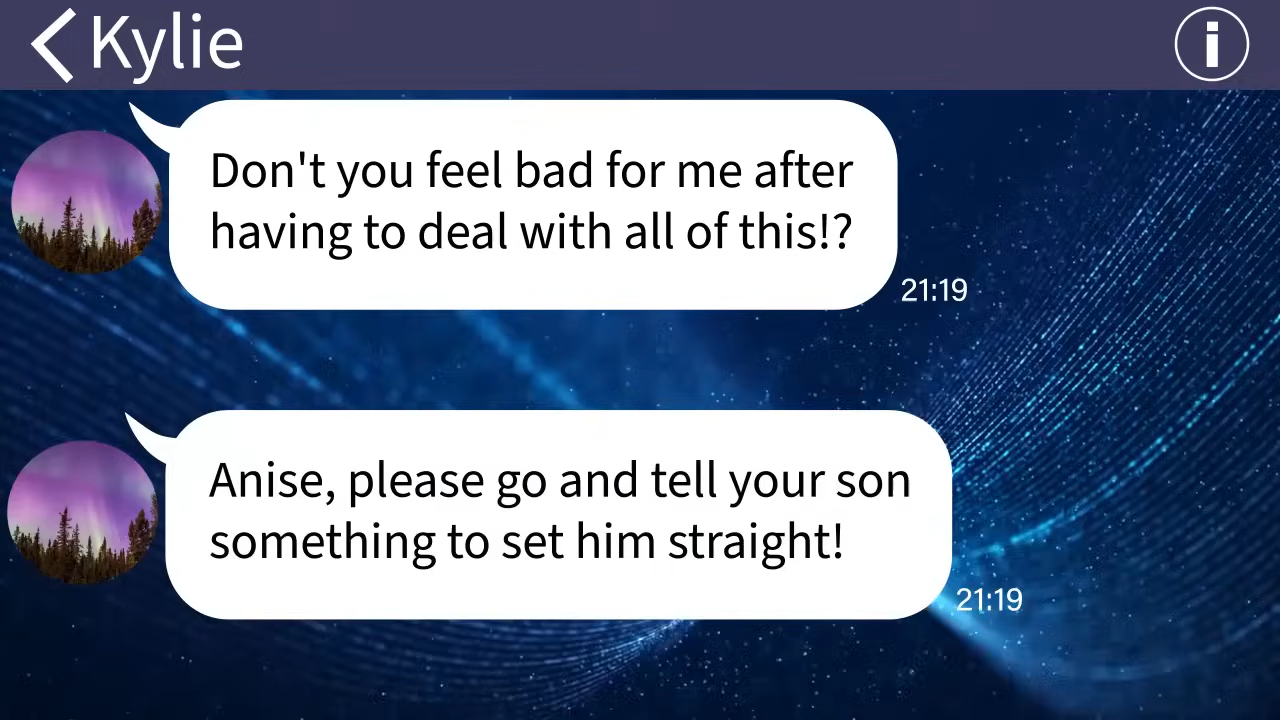 Kylie
Don't you feel bad for me after
having to deal with all of this!?
21:19
Anise, please go and tell your son
something to set him straight!
21:19